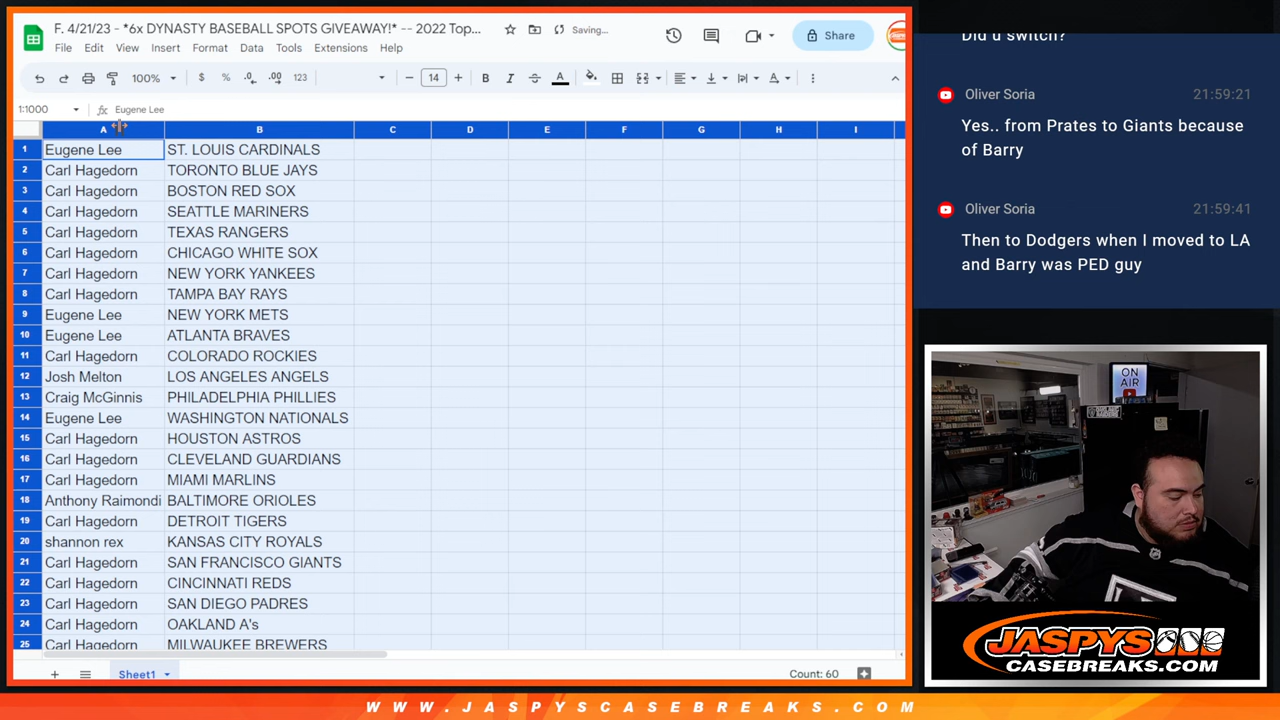 F. 4/21/23 - *6x DYNASTY BASEBALL SPOTS GIVEAWAY!* -- 2022 Top... Saving...
File Edit View Insert Format Data Tools Extensions Help
Share
100% $ % .0 .00 123 14 B I A
1:1000 fx Eugene Lee
A B C D E F G H I
1 Eugene Lee ST. LOUIS CARDINALS
2 Carl Hagedorn TORONTO BLUE JAYS
3 Carl Hagedorn BOSTON RED SOX
4 Carl Hagedorn SEATTLE MARINERS
5 Carl Hagedorn TEXAS RANGERS
6 Carl Hagedorn CHICAGO WHITE SOX
7 Carl Hagedorn NEW YORK YANKEES
8 Carl Hagedorn TAMPA BAY RAYS
9 Eugene Lee NEW YORK METS
10 Eugene Lee ATLANTA BRAVES
11 Carl Hagedorn COLORADO ROCKIES
12 Josh Melton LOS ANGELES ANGELS
13 Craig McGinnis PHILADELPHIA PHILLIES
14 Eugene Lee WASHINGTON NATIONALS
15 Carl Hagedorn HOUSTON ASTROS
16 Carl Hagedorn CLEVELAND GUARDIANS
17 Carl Hagedorn MIAMI MARLINS
18 Anthony Raimondi BALTIMORE ORIOLES
19 Carl Hagedorn DETROIT TIGERS
20 shannon rex KANSAS CITY ROYALS
21 Carl Hagedorn SAN FRANCISCO GIANTS
22 Carl Hagedorn CINCINNATI REDS
23 Carl Hagedorn SAN DIEGO PADRES
24 Carl Hagedorn OAKLAND A's
25 Carl Hagedorn MILWAUKEE BREWERS
Sheet1
Count: 60
Did u switch?
Oliver Soria 21:59:21
Yes.. from Prates to Giants because
of Barry
Oliver Soria 21:59:41
Then to Dodgers when I moved to LA
and Barry was PED guy
ON
AIR
JASPYS
CASEBREAKS.COM
WWW.JASPYSCASEBREAKS.COM